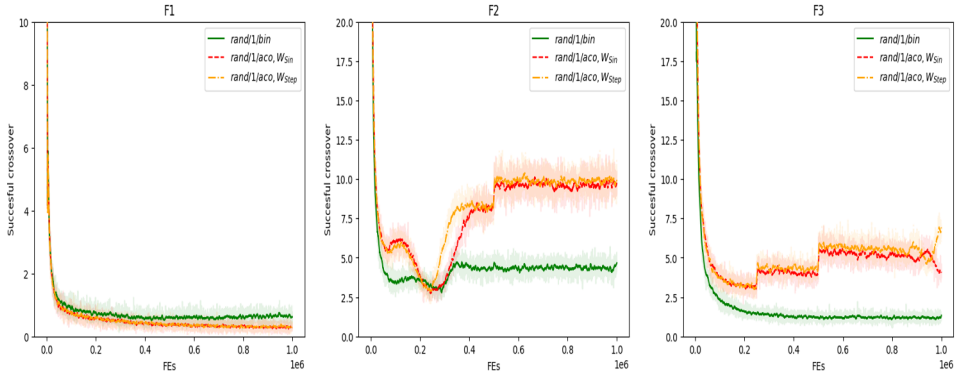 F1
10
8
6
4
2
0
Succesful crossover
0.0 0.2 0.4 0.6 0.8 1.0
1e6
FEs
rand/1/bin
rand/1/aco, W_Sin
rand/1/aco, W_Step
F2
20.0
17.5
15.0
12.5
10.0
7.5
5.0
2.5
0.0
Succesful crossover
0.0 0.2 0.4 0.6 0.8 1.0
1e6
FEs
rand/1/bin
rand/1/aco, W_Sin
rand/1/aco, W_Step
F3
20.0
17.5
15.0
12.5
10.0
7.5
5.0
2.5
0.0
Succesful crossover
0.0 0.2 0.4 0.6 0.8 1.0
1e6
FEs
rand/1/bin
rand/1/aco, W_Sin
rand/1/aco, W_Step